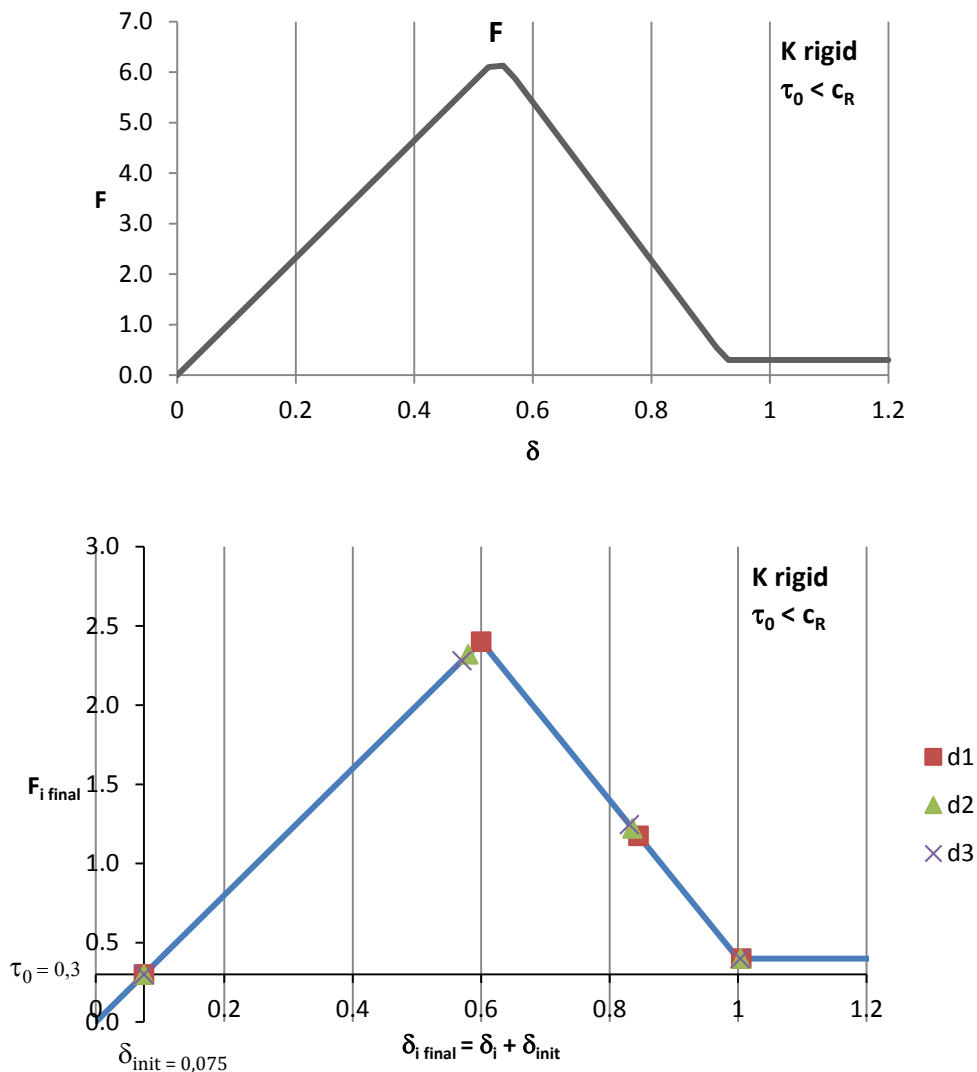 7.0
F
K rigid
τ0 < cR
6.0
5.0
4.0
F
3.0
2.0
1.0
0.0
0 0.2 0.4 0.6 0.8 1 1.2
δ
3.0
K rigid
τ0 < cR
2.5
2.0
1.5
Fi final
d1
d2
d3
1.0
0.5
τ0 = 0,3
0.0
0 0.2 0.4 0.6 0.8 1 1.2
δi final = δi + δinit
δinit = 0,075